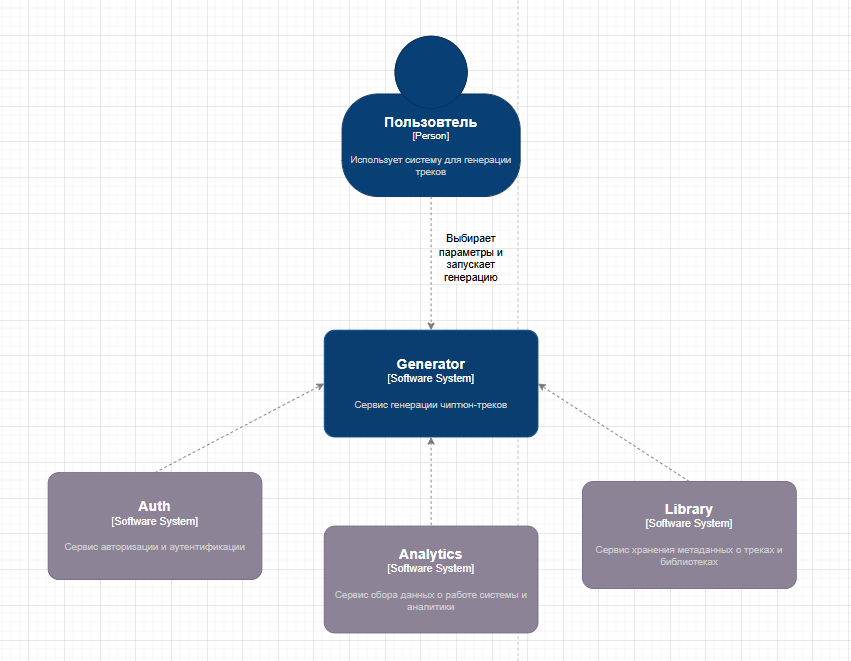 Пользовтель
[Person]
Использует систему для генерации
треков
Выбирает
параметры и
запускает
генерацию
Generator
[Software System]
Сервис генерации чиптюн-треков
Auth
[Software System]
Сервис авторизации и аутентификации
Analytics
[Software System]
Сервис сбора данных о работе системы и
аналитики
Library
[Software System]
Сервис хранения метаданных о треках и
библиотеках